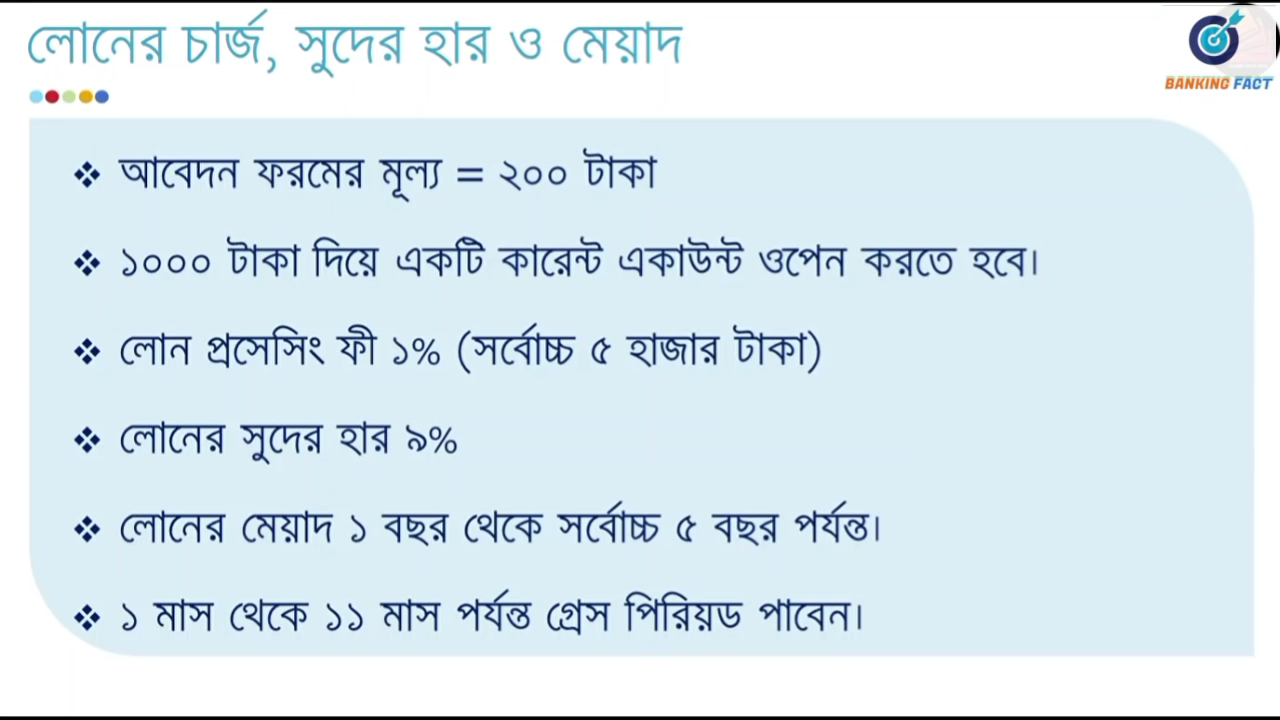 লোনের চার্জ, সুদের হার ও মেয়াদ
BANKING FACT
❖ আবেদন ফরমের মূল্য = ২০০ টাকা
❖ ১০০০ টাকা দিয়ে একটি কারেন্ট একাউন্ট ওপেন করতে হবে।
❖ লোন প্রসেসিং ফী ১% (সর্বোচ্চ ৫ হাজার টাকা)
❖ লোনের সুদের হার ৯%
❖ লোনের মেয়াদ ১ বছর থেকে সর্বোচ্চ ৫ বছর পর্যন্ত।
❖ ১ মাস থেকে ১১ মাস পর্যন্ত গ্রেস পিরিয়ড পাবেন।